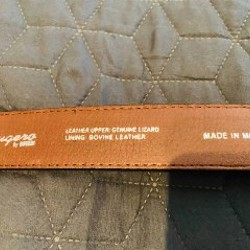 LEATHER UPPER: GENUINE LIZARD
LINING: BOVINE LEATHER
MADE IN